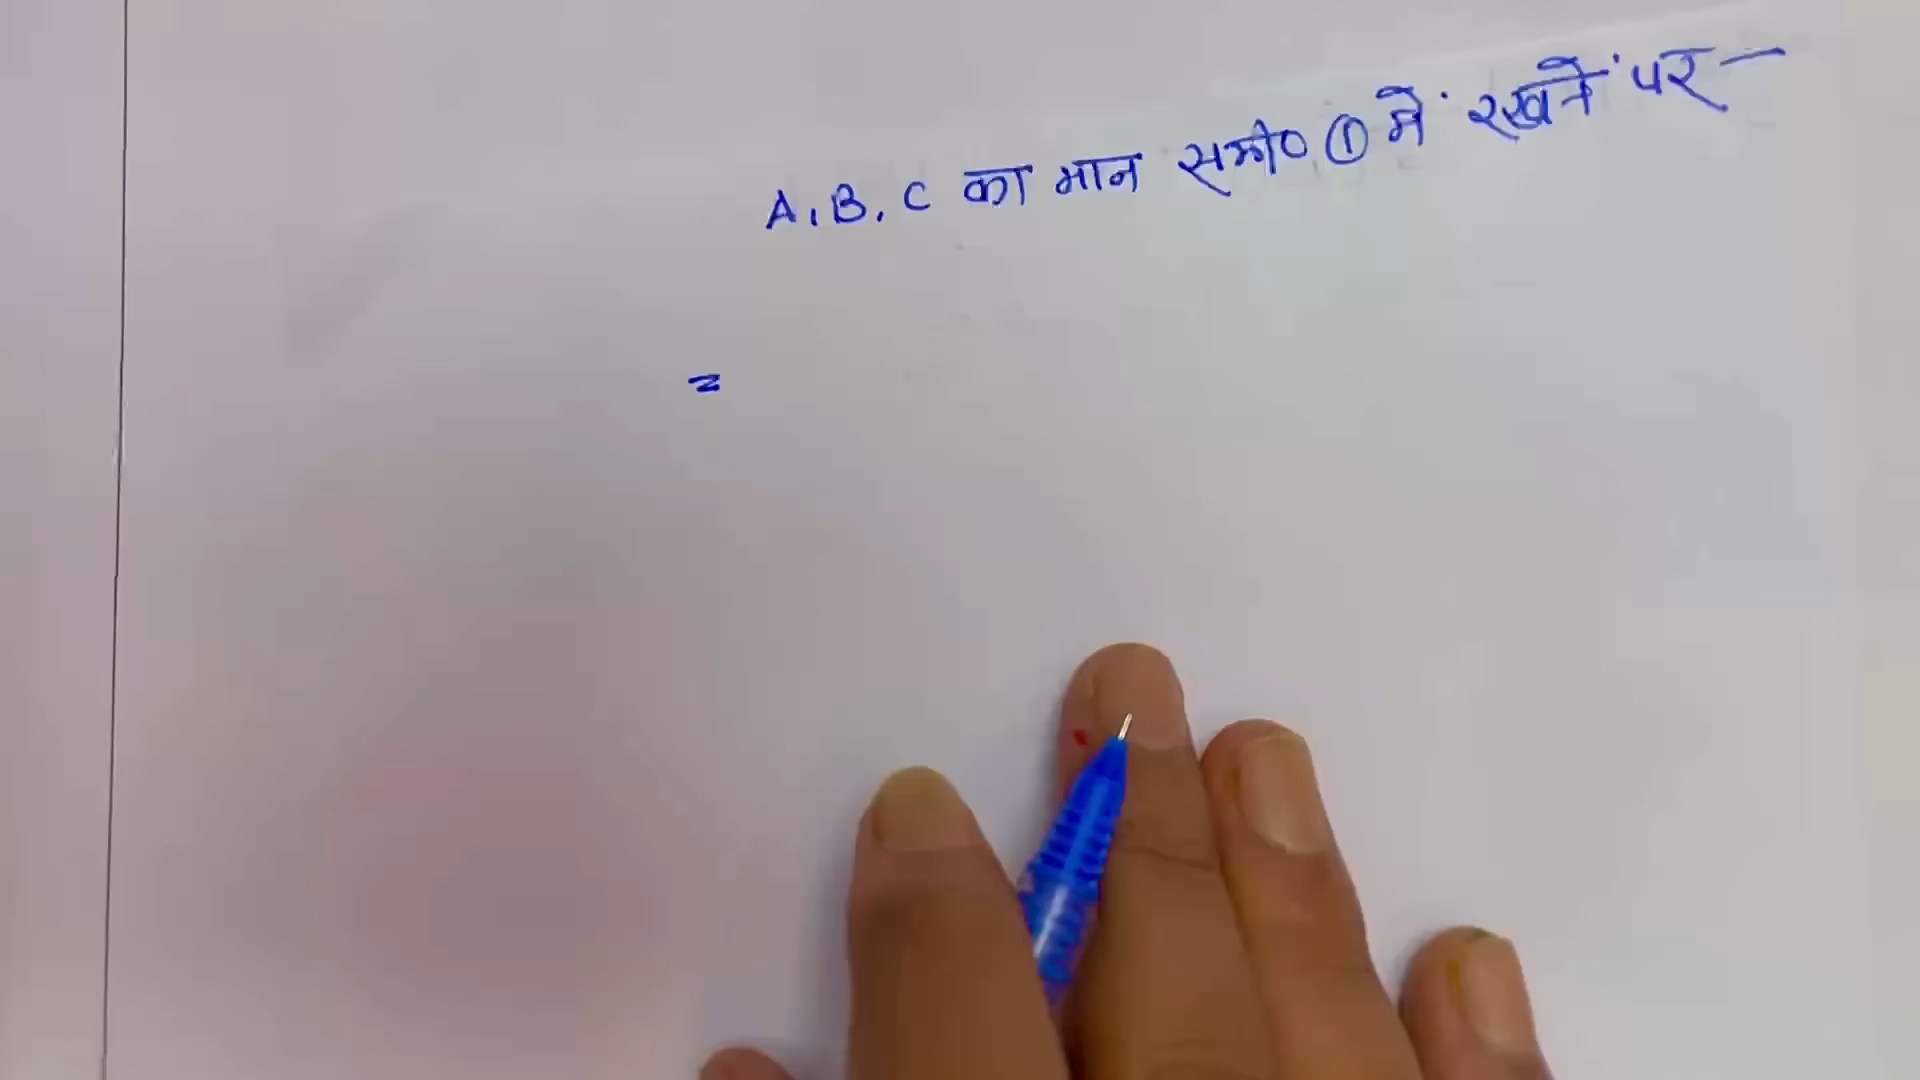 A, B, C का मान समी० ① में रखने पर —
=